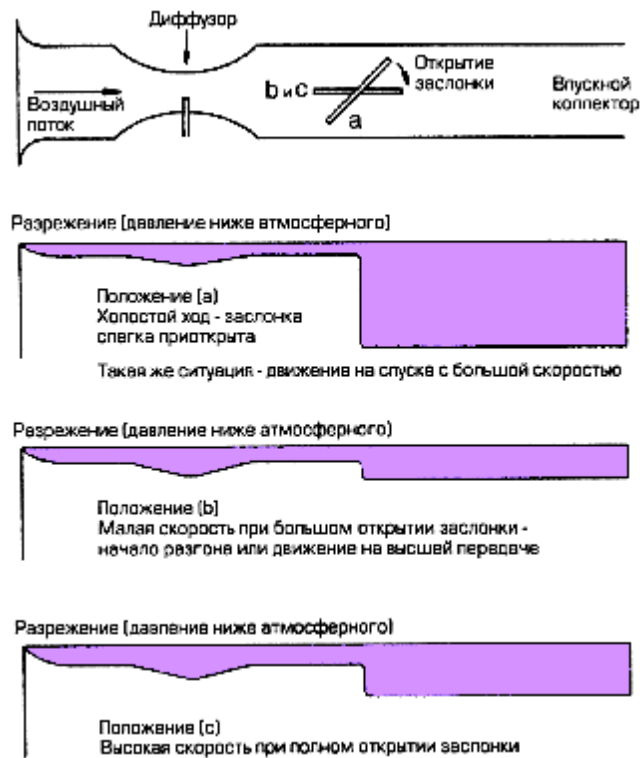 Диффузор
Открытие
заслонки
b и c
a
Воздушный
поток
Впускной
коллектор
Разрежение (давление ниже атмосферного)
Положение (a)
Холостой ход - заслонка
слегка приоткрыта
Такая же ситуация - движение на спуске с большой скоростью
Разрежение (давление ниже атмосферного)
Положение (b)
Малая скорость при большом открытии заслонки -
начало разгона или движение на высшей передаче
Разрежение (давление ниже атмосферного)
Положение (c)
Высокая скорость при полном открытии заслонки